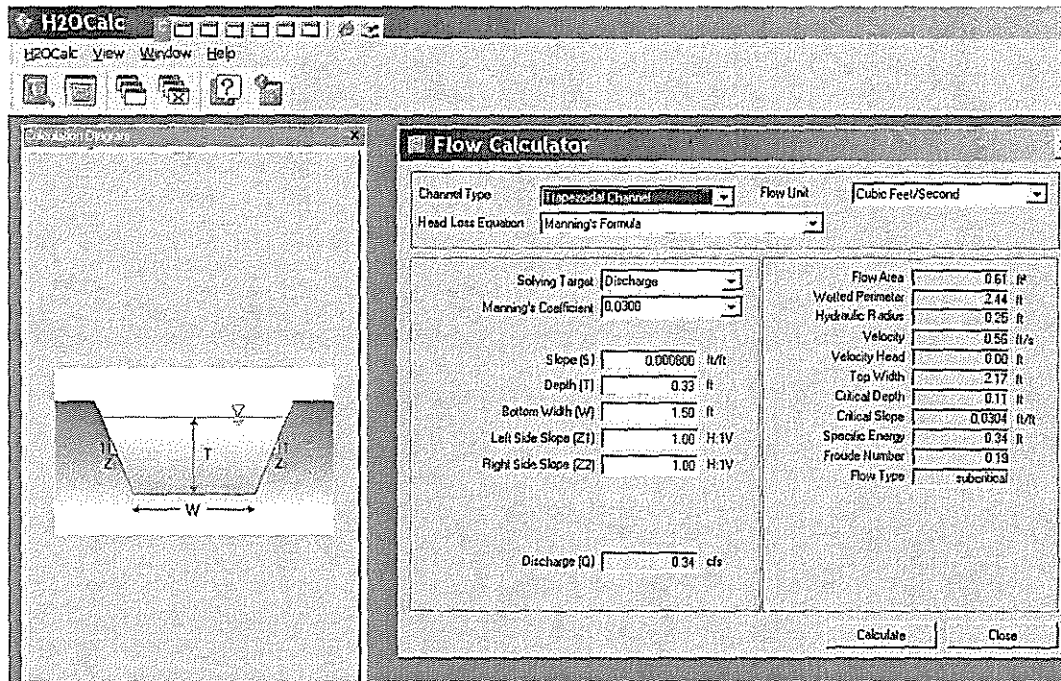 H2OCalc
H2OCalc View Window Help
Calculation Diagram X
T
W
Flow Calculator
Channel Type Trapezoidal Channel Flow Unit Cubic Feet/Second
Head Loss Equation Manning's Formula
Solving Target Discharge
Manning's Coefficient 0.0300
Slope (S) 0.000800 ft/ft
Depth (T) 0.33 ft
Bottom Width (W) 1.50 ft
Left Side Slope (Z1) 1.00 H:1V
Right Side Slope (Z2) 1.00 H:1V
Discharge (Q) 0.34 cfs
Flow Area 0.61 ft²
Wetted Perimeter 2.44 ft
Hydraulic Radius 0.25 ft
Velocity 0.56 ft/s
Velocity Head 0.00 ft
Top Width 2.17 ft
Critical Depth 0.11 ft
Critical Slope 0.0304 ft/ft
Specific Energy 0.34 ft
Froude Number 0.19
Flow Type subcritical
Calculate Close